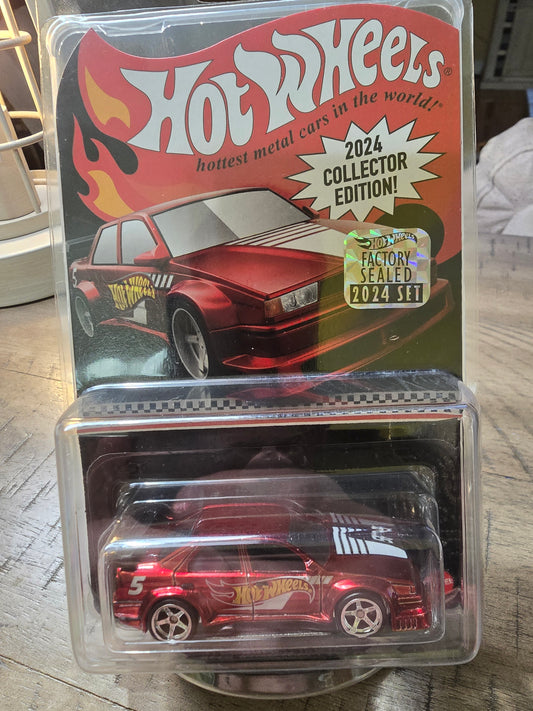 HOT WHEELS®
hottest metal cars in the world!®
2024
COLLECTOR
EDITION!
HOT WHEELS
FACTORY
SEALED
2024 SET
HOT WHEELS
5
HOT WHEELS